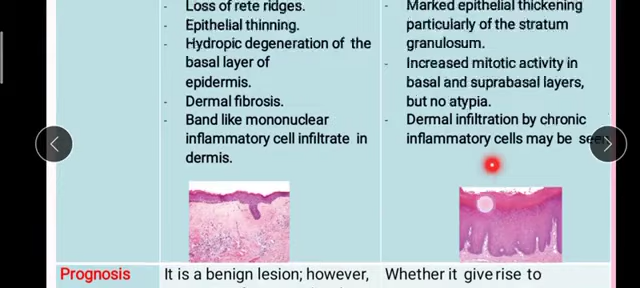 Loss of rete ridges.
- Epithelial thinning.
- Hydropic degeneration of the
basal layer of
epidermis.
- Dermal fibrosis.
- Band like mononuclear
inflammatory cell infiltrate in
dermis.
Marked epithelial thickening
particularly of the stratum
granulosum.
- Increased mitotic activity in
basal and suprabasal layers,
but no atypia.
- Dermal infiltration by chronic
inflammatory cells may be seen
Prognosis
It is a benign lesion; however,
Whether it give rise to